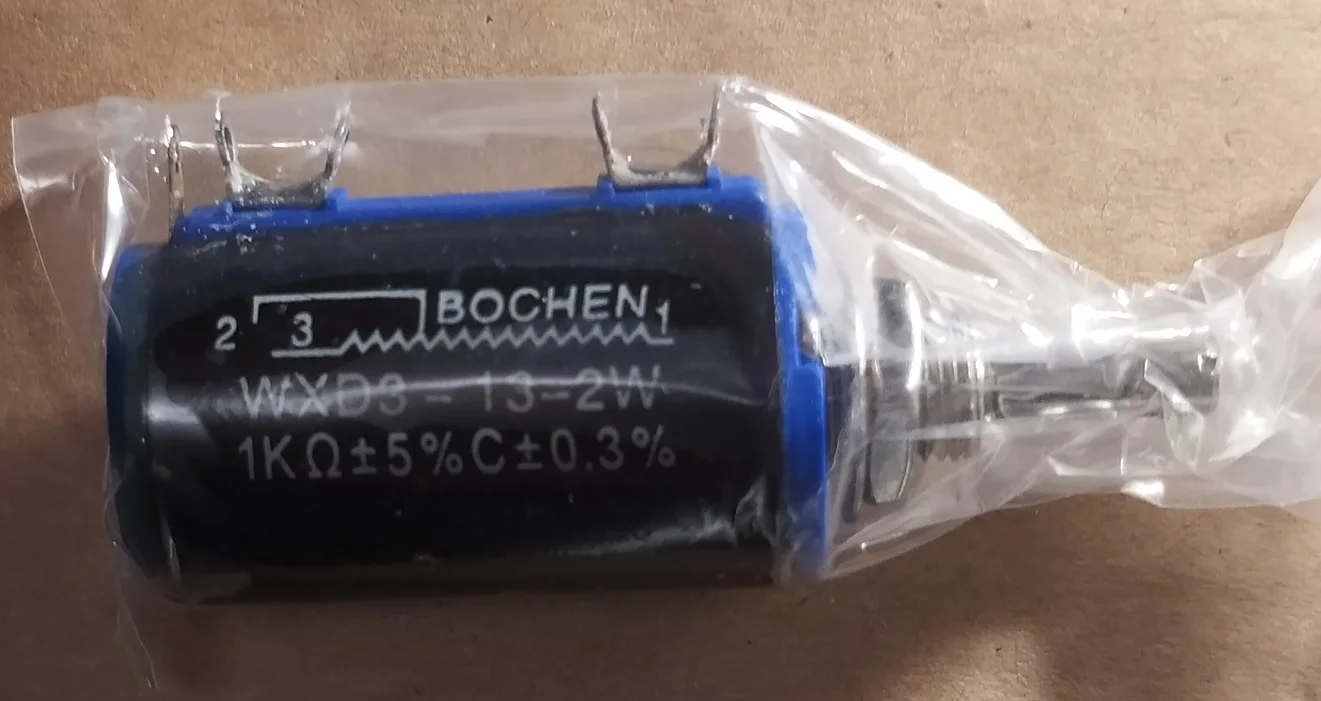 BOCHEN
2 3 1
WXD3-13-2W
1KΩ±5%C±0.3%